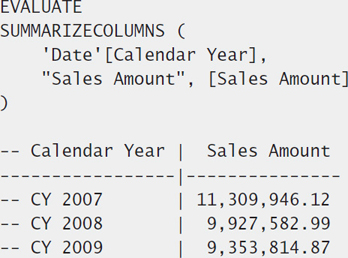 EVALUATE
SUMMARIZECOLUMNS (
    'Date'[Calendar Year],
    "Sales Amount", [Sales Amount]
)
-- Calendar Year |  Sales Amount
-----------------|---------------
-- CY 2007       | 11,309,946.12
-- CY 2008       |  9,927,582.99
-- CY 2009       |  9,353,814.87